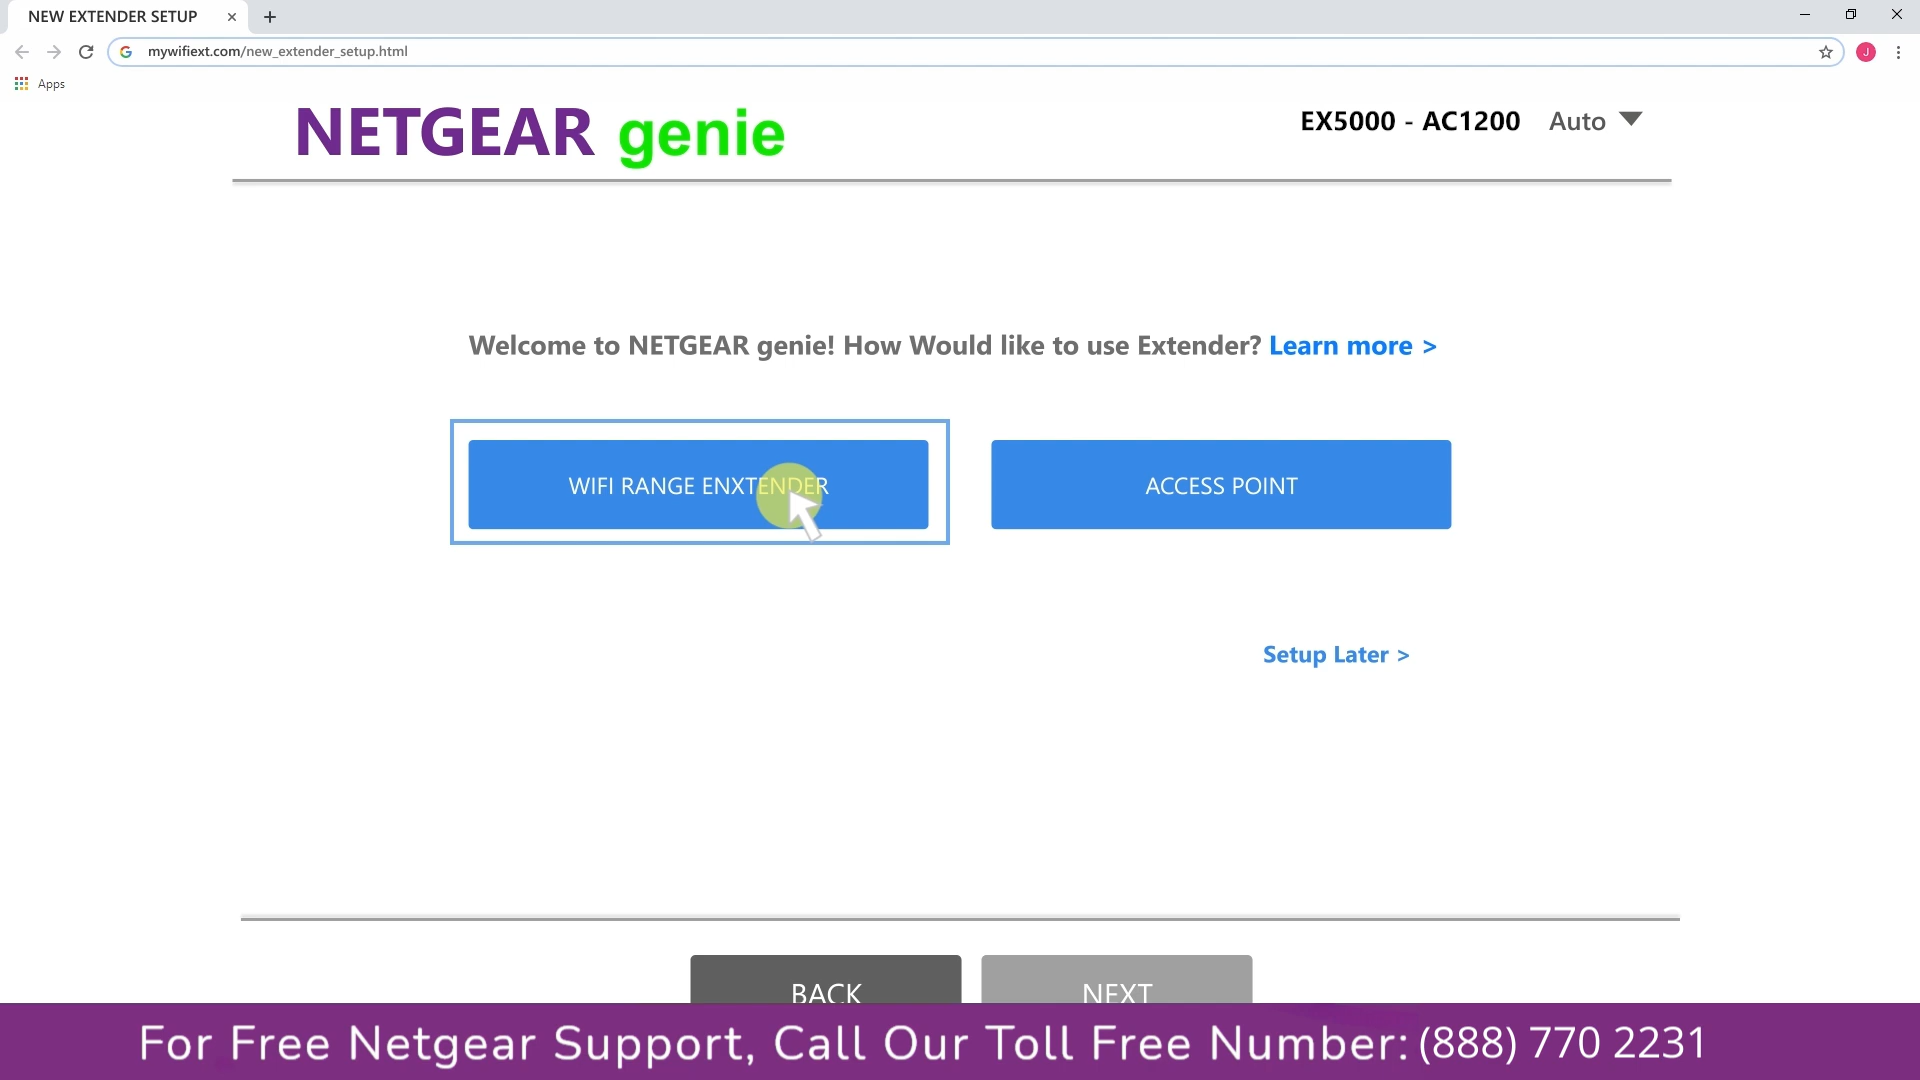 NEW EXTENDER SETUP
mywifiext.com/new_extender_setup.html
J
Apps
NETGEAR genie
EX5000 - AC1200 Auto
Welcome to NETGEAR genie! How Would like to use Extender? Learn more >
WIFI RANGE ENXTENDER
ACCESS POINT
Setup Later >
BACK
NEXT
For Free Netgear Support, Call Our Toll Free Number: (888) 770 2231